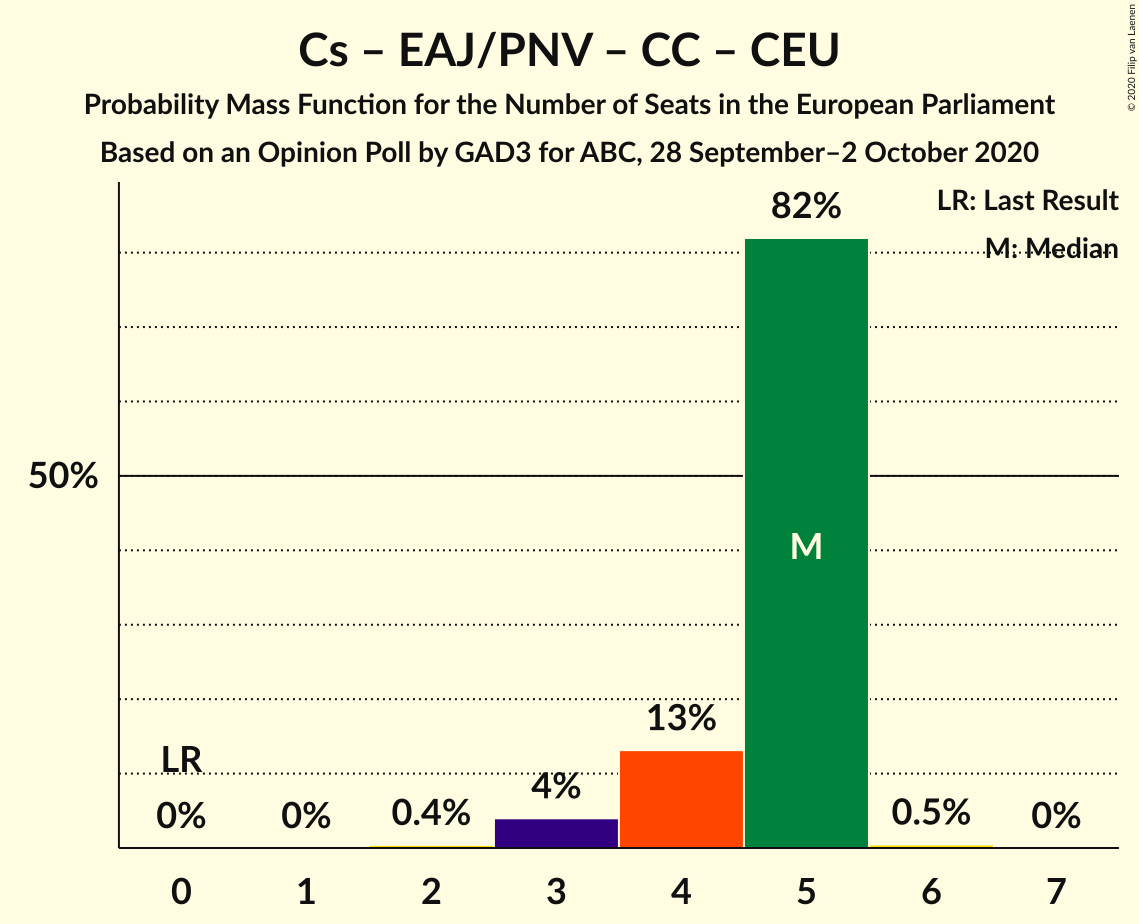 Cs – EAJ/PNV – CC – CEU
Probability Mass Function for the Number of Seats in the European Parliament
Based on an Opinion Poll by GAD3 for ABC, 28 September–2 October 2020
© 2020 Filip van Laenen
LR: Last Result
M: Median
82%
50%
M
13%
LR
4%
0% 0% 0.4% 0.5% 0%
0 1 2 3 4 5 6 7